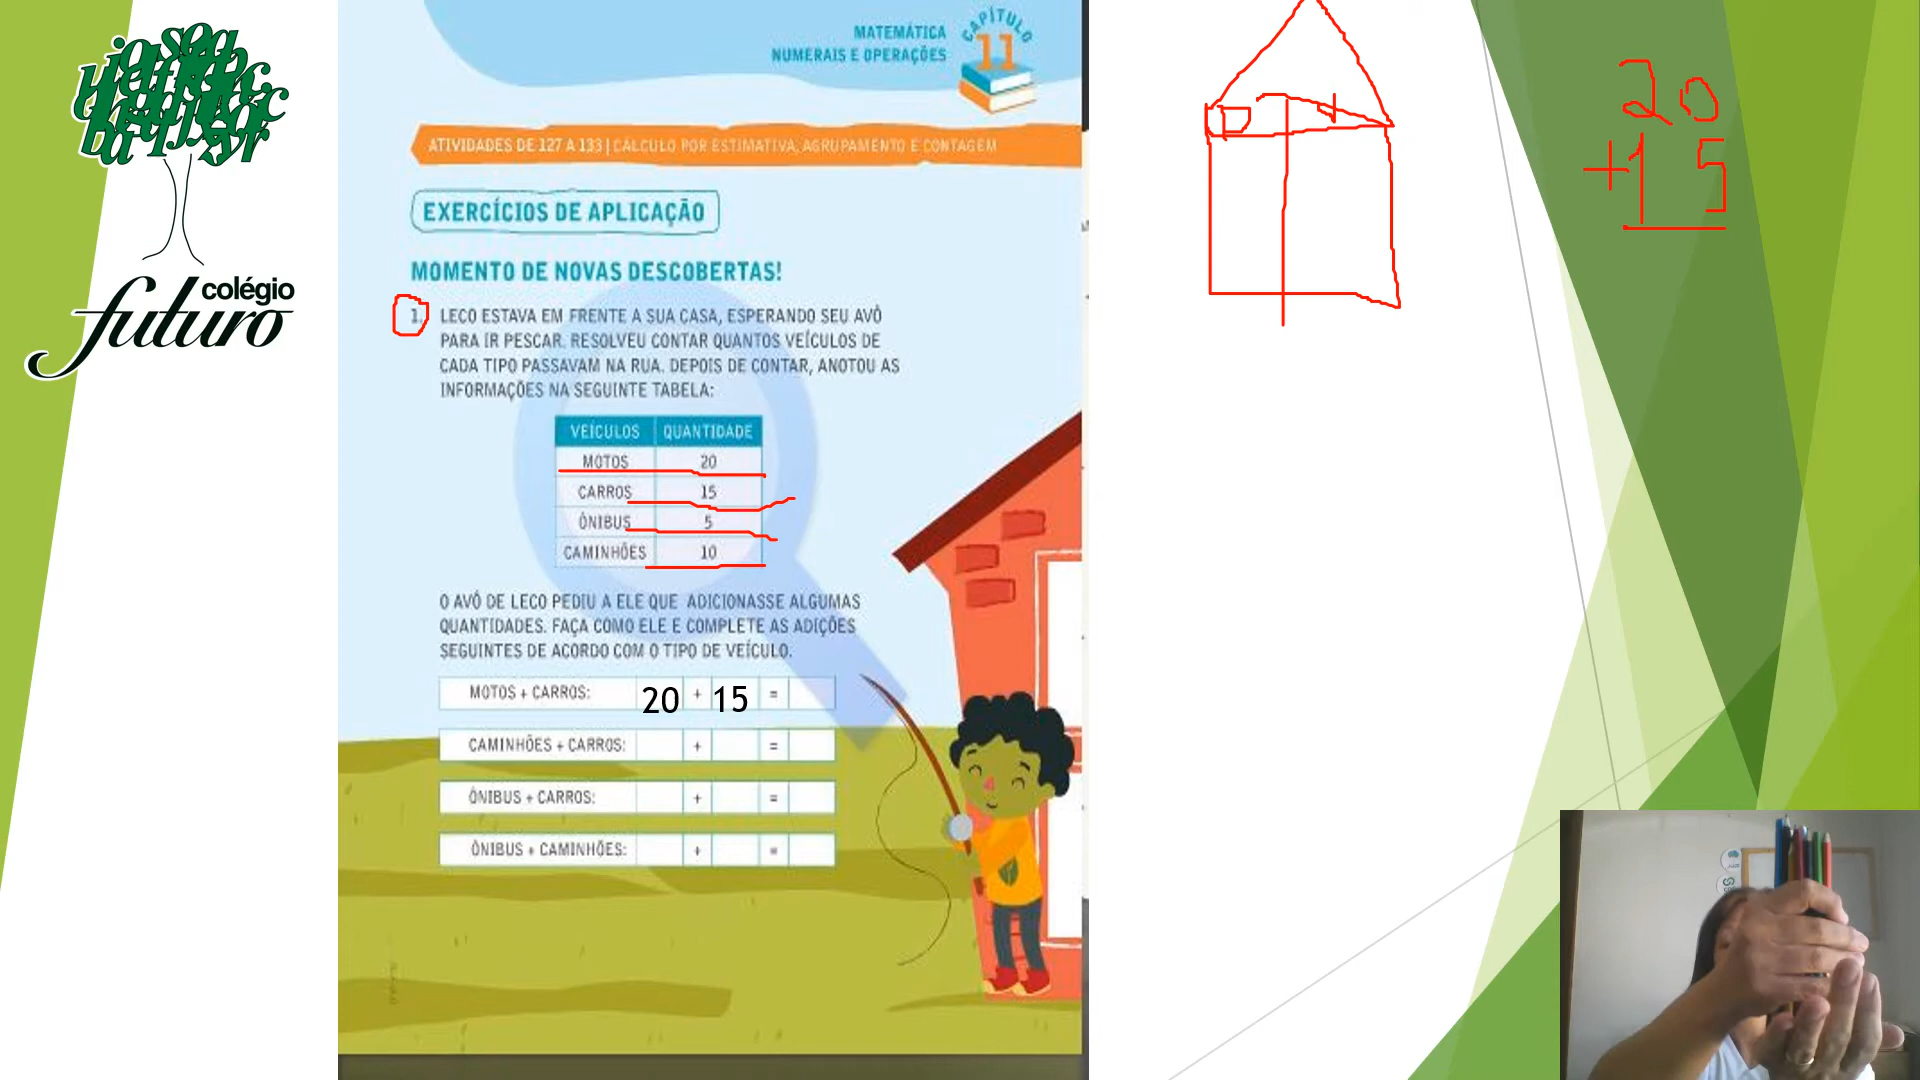 colégio
futuro
MATEMÁTICA
NUMERAIS E OPERAÇÕES
CAPÍTULO
11
ATIVIDADES DE 127 A 133 | CÁLCULO POR ESTIMATIVA, AGRUPAMENTO E CONTAGEM
EXERCÍCIOS DE APLICAÇÃO
MOMENTO DE NOVAS DESCOBERTAS!
1. LECO ESTAVA EM FRENTE A SUA CASA, ESPERANDO SEU AVÔ
PARA IR PESCAR. RESOLVEU CONTAR QUANTOS VEÍCULOS DE
CADA TIPO PASSAVAM NA RUA. DEPOIS DE CONTAR, ANOTOU AS
INFORMAÇÕES NA SEGUINTE TABELA:
VEÍCULOS QUANTIDADE
MOTOS 20
CARROS 15
ÔNIBUS 5
CAMINHÕES 10
O AVÔ DE LECO PEDIU A ELE QUE ADICIONASSE ALGUMAS
QUANTIDADES. FAÇA COMO ELE E COMPLETE AS ADIÇÕES
SEGUINTES DE ACORDO COM O TIPO DE VEÍCULO.
MOTOS + CARROS: 20 + 15 =
CAMINHÕES + CARROS: + =
ÔNIBUS + CARROS: + =
ÔNIBUS + CAMINHÕES: + =
20
+15